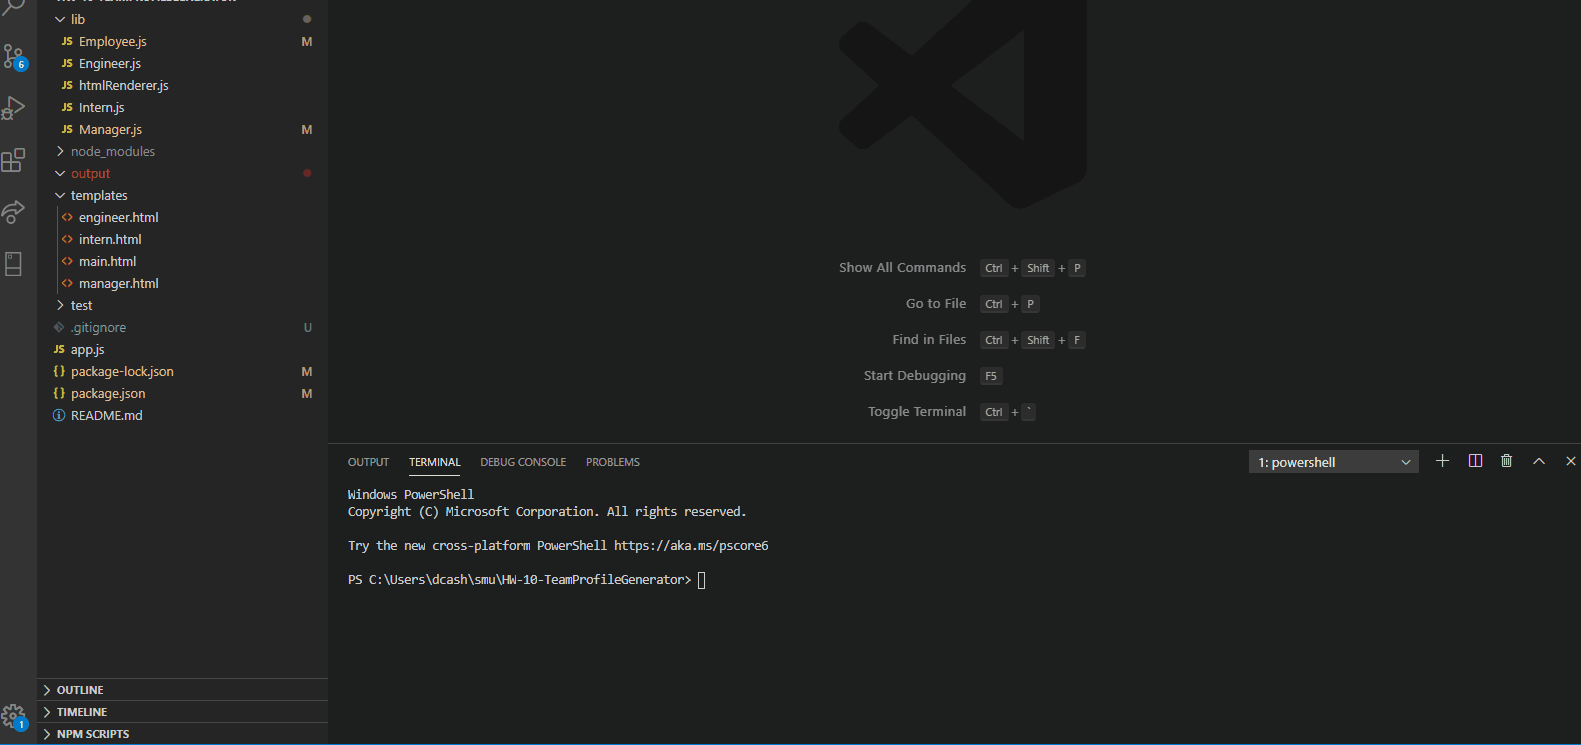 lib
JS Employee.js M
JS Engineer.js
JS htmlRenderer.js
JS Intern.js
JS Manager.js M
node_modules
output
templates
<> engineer.html
<> intern.html
<> main.html
<> manager.html
test
.gitignore U
JS app.js
{} package-lock.json M
{} package.json M
README.md
OUTLINE
TIMELINE
NPM SCRIPTS
6
1
Show All Commands Ctrl + Shift + P
Go to File Ctrl + P
Find in Files Ctrl + Shift + F
Start Debugging F5
Toggle Terminal Ctrl + `
OUTPUT TERMINAL DEBUG CONSOLE PROBLEMS 1: powershell
Windows PowerShell
Copyright (C) Microsoft Corporation. All rights reserved.
Try the new cross-platform PowerShell https://aka.ms/pscore6
PS C:\Users\dcash\smu\HW-10-TeamProfileGenerator>